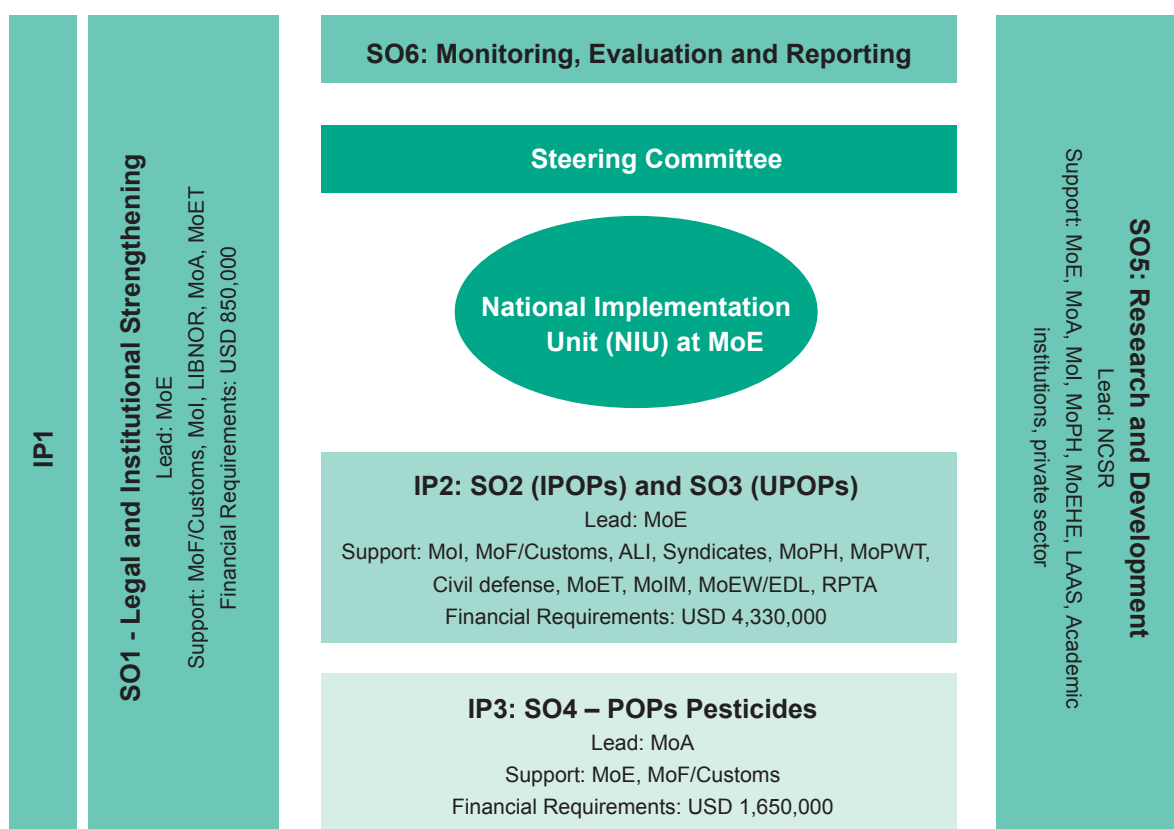 IP1
SO1 - Legal and Institutional Strengthening
Lead: MoE
Support: MoF/Customs, MoI, LIBNOR, MoA, MoET
Financial Requirements: USD 850,000
SO6: Monitoring, Evaluation and Reporting
Steering Committee
National Implementation
Unit (NIU) at MoE
IP2: SO2 (IPOPs) and SO3 (UPOPs)
Lead: MoE
Support: MoI, MoF/Customs, ALI, Syndicates, MoPH, MoPWT,
Civil defense, MoET, MoIM, MoEW/EDL, RPTA
Financial Requirements: USD 4,330,000
IP3: SO4 – POPs Pesticides
Lead: MoA
Support: MoE, MoF/Customs
Financial Requirements: USD 1,650,000
SO5: Research and Development
Lead: NCSR
Support: MoE, MoA, MoI, MoPH, MoEHE, LAAS, Academic
institutions, private sector